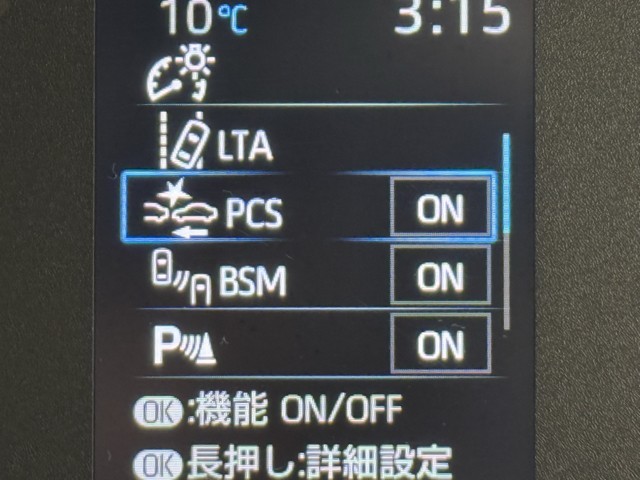 10℃ 3:15
LTA
PCS ON
BSM ON
P ON
OK:機能 ON/OFF
OK長押し:詳細設定